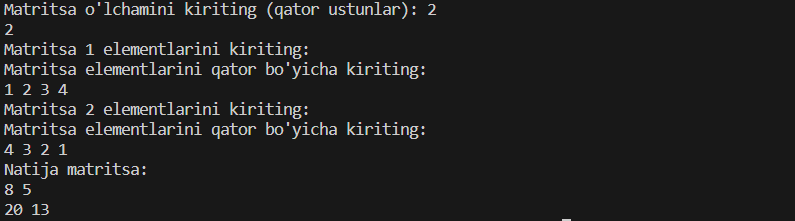 Matritsa o'lchamini kiriting (qator ustunlar): 2
2
Matritsa 1 elementlarini kiriting:
Matritsa elementlarini qator bo'yicha kiriting:
1 2 3 4
Matritsa 2 elementlarini kiriting:
Matritsa elementlarini qator bo'yicha kiriting:
4 3 2 1
Natija matritsa:
8 5
20 13